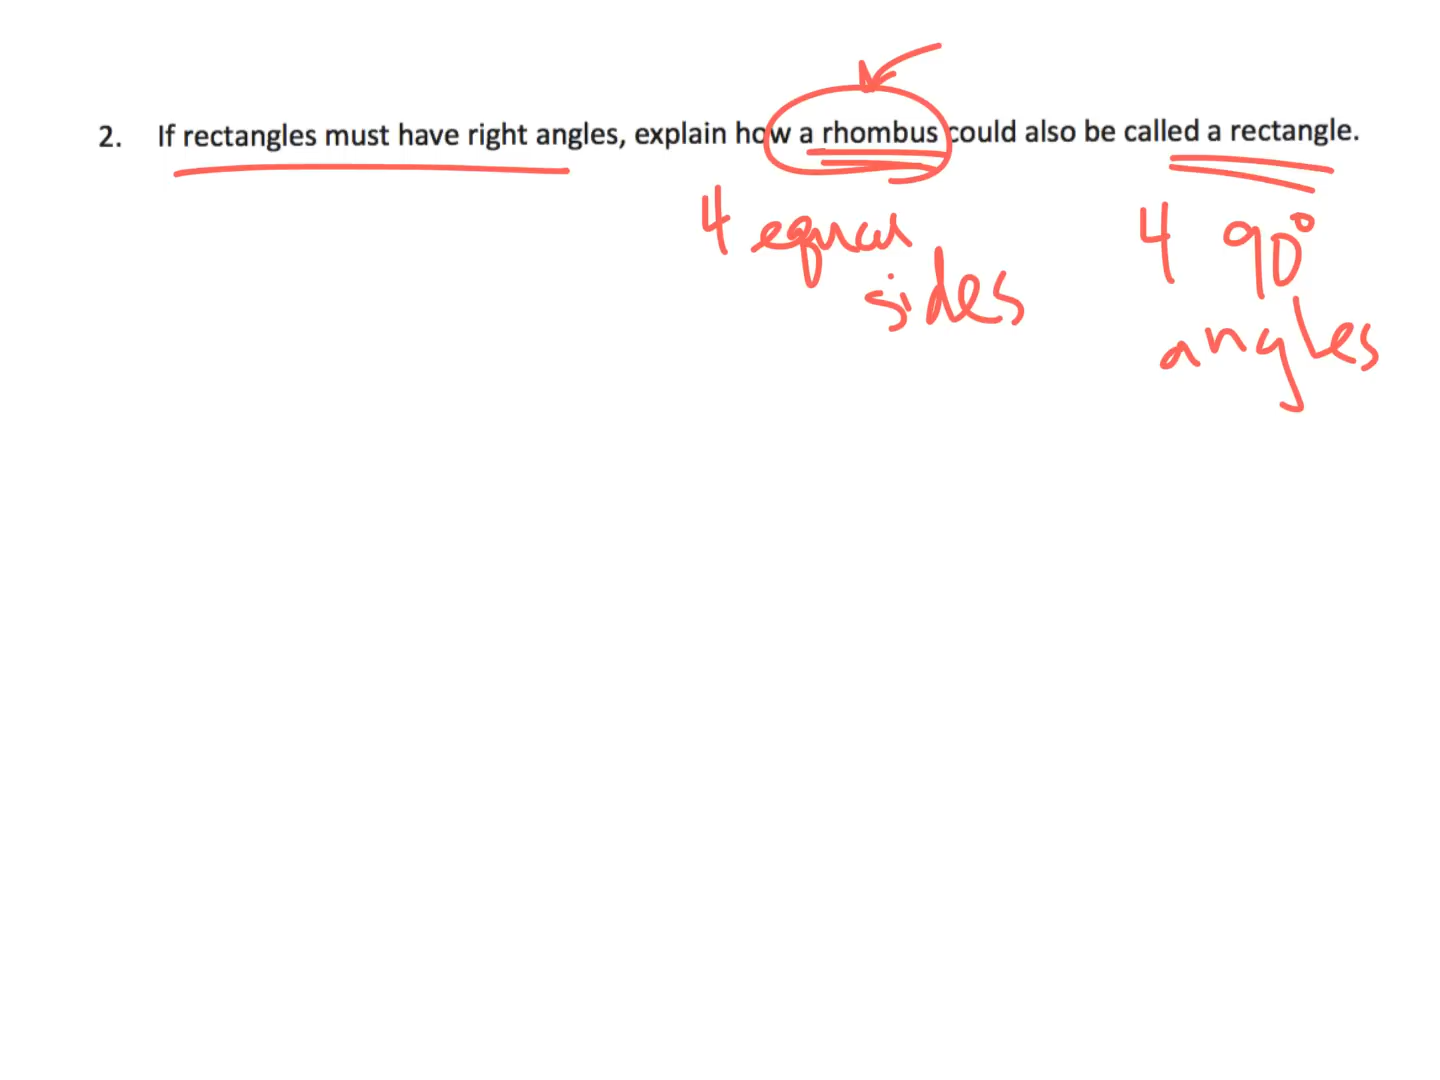 2. If rectangles must have right angles, explain how a rhombus could also be called a rectangle.
4 equal
sides
4 90°
angles